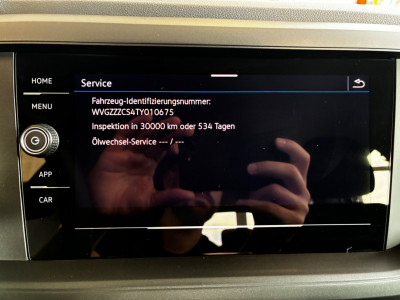 HOME
MENU
APP
CAR
Service
Fahrzeug-Identifizierungsnummer:
WVGZZZCS4TY010675
Inspektion in 30000 km oder 534 Tagen
Ölwechsel-Service --- / ---